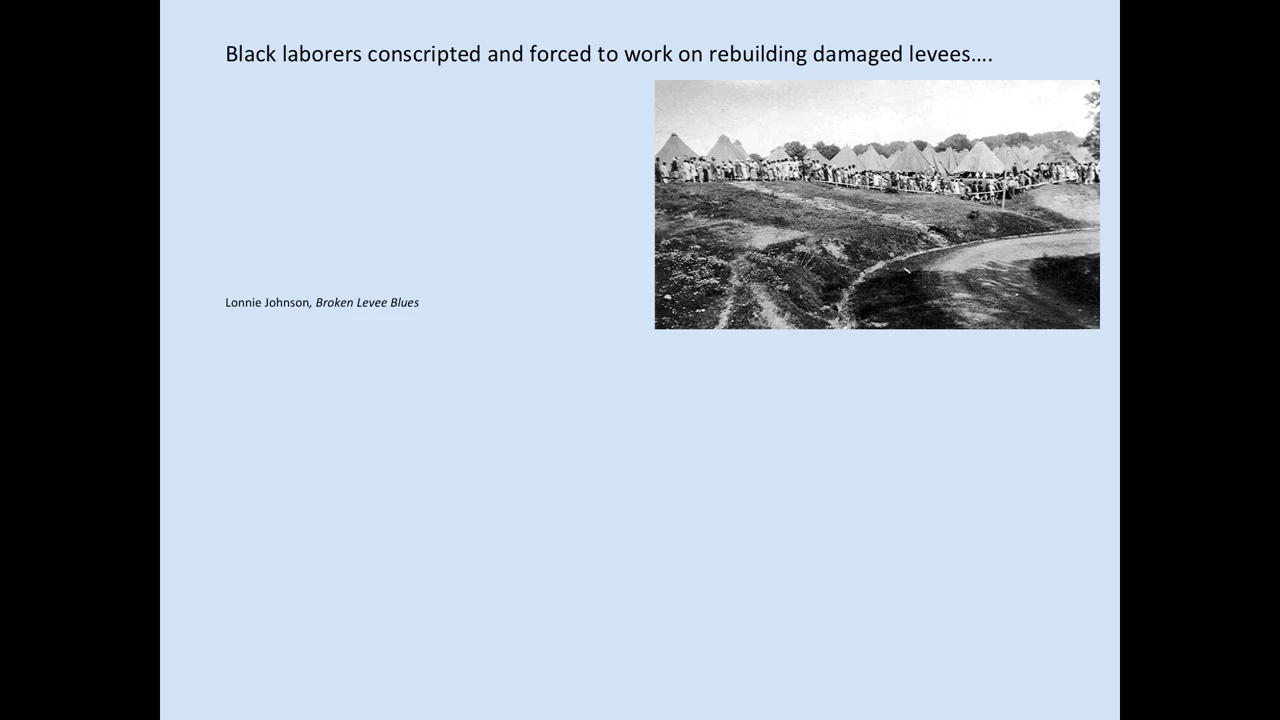 Black laborers conscripted and forced to work on rebuilding damaged levees....
Lonnie Johnson, Broken Levee Blues